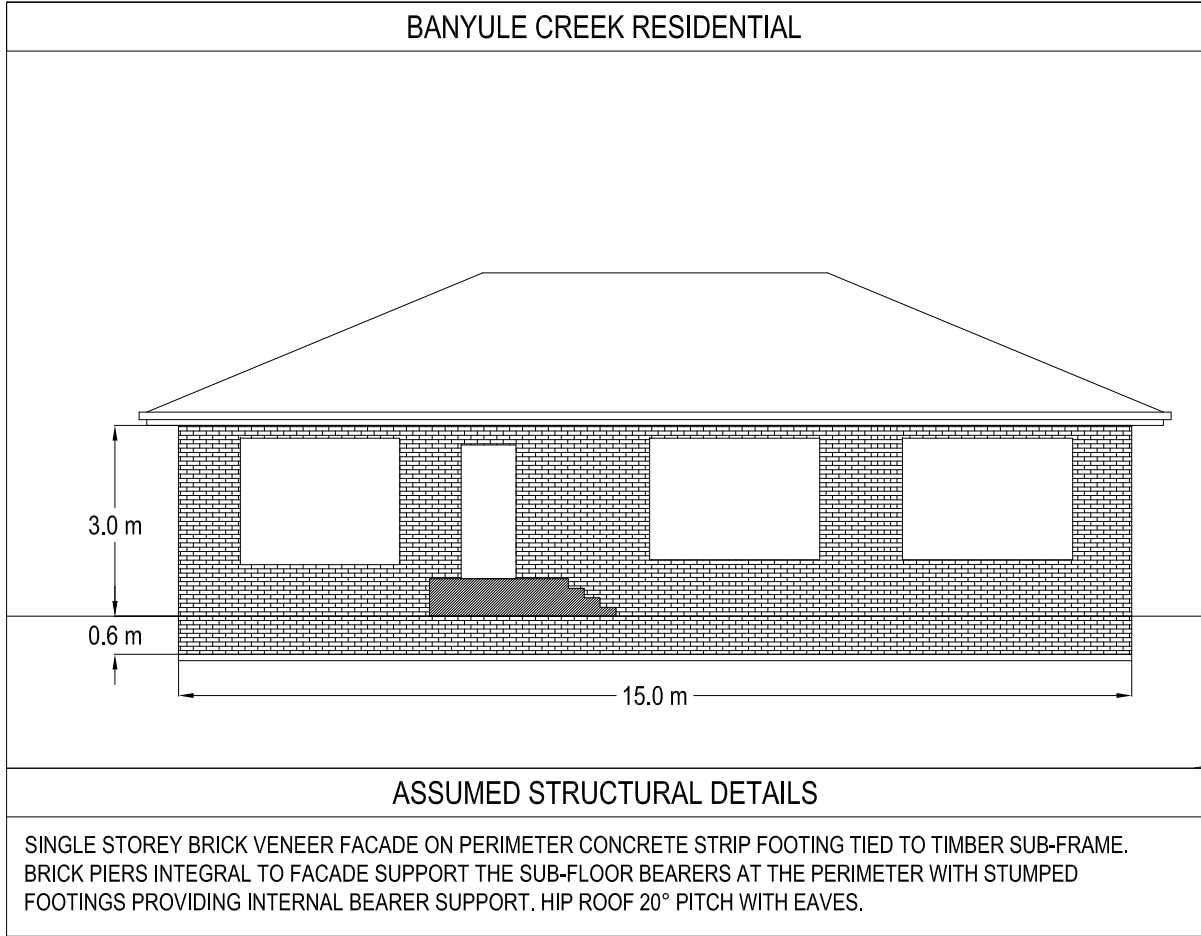 BANYULE CREEK RESIDENTIAL
3.0 m
0.6 m
15.0 m
ASSUMED STRUCTURAL DETAILS
SINGLE STOREY BRICK VENEER FACADE ON PERIMETER CONCRETE STRIP FOOTING TIED TO TIMBER SUB-FRAME.
BRICK PIERS INTEGRAL TO FACADE SUPPORT THE SUB-FLOOR BEARERS AT THE PERIMETER WITH STUMPED
FOOTINGS PROVIDING INTERNAL BEARER SUPPORT. HIP ROOF 20° PITCH WITH EAVES.